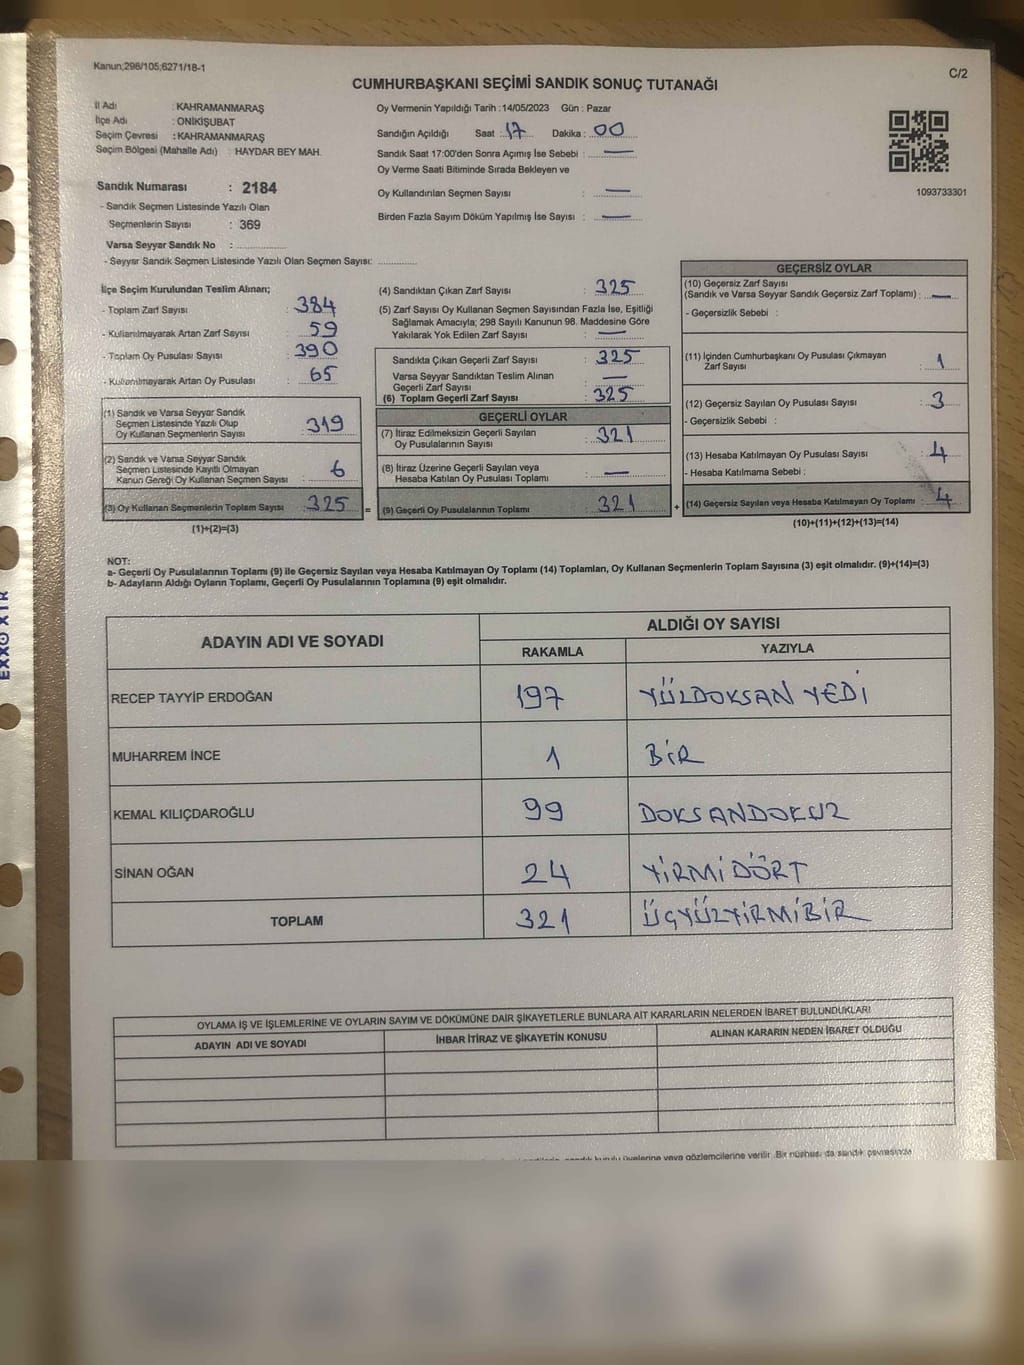 Kanun;298/105;6271/18-1
C/2
CUMHURBAŞKANI SEÇİMİ SANDIK SONUÇ TUTANAĞI
İl Adı : KAHRAMANMARAŞ
İlçe Adı : ONİKİŞUBAT
Seçim Çevresi : KAHRAMANMARAŞ
Seçim Bölgesi (Mahalle Adı) : HAYDAR BEY MAH.
Sandık Numarası : 2184
- Sandık Seçmen Listesinde Yazılı Olan
Seçmenlerin Sayısı : 369
Varsa Seyyar Sandık No : ..............
- Seyyar Sandık Seçmen Listesinde Yazılı Olan Seçmen Sayısı: ............
Oy Vermenin Yapıldığı Tarih : 14/05/2023 Gün : Pazar
Sandığın Açıldığı Saat : 17 Dakika : 00
Sandık Saat 17:00'den Sonra Açımış İse Sebebi : —
Oy Verme Saati Bitiminde Sırada Bekleyen ve
Oy Kullandırılan Seçmen Sayısı : —
Birden Fazla Sayım Döküm Yapılmış İse Sayısı : —
1093733301
İlçe Seçim Kurulundan Teslim Alınan;
- Toplam Zarf Sayısı : 384
- Kullanılmayarak Artan Zarf Sayısı : 59
- Toplam Oy Pusulası Sayısı : 390
- Kullanılmayarak Artan Oy Pusulası : 65
(1) Sandık ve Varsa Seyyar Sandık
Seçmen Listesinde Yazılı Olup
Oy Kullanan Seçmenlerin Sayısı : 319
(2) Sandık ve Varsa Seyyar Sandık
Seçmen Listesinde Kayıtlı Olmayan
Kanun Gereği Oy Kullanan Seçmen Sayısı : 6
(3) Oy Kullanan Seçmenlerin Toplam Sayısı : 325 =
(1)+(2)=(3)
(4) Sandıktan Çıkan Zarf Sayısı : 325
(5) Zarf Sayısı Oy Kullanan Seçmen Sayısından Fazla İse, Eşitliği
Sağlamak Amacıyla; 298 Sayılı Kanunun 98. Maddesine Göre
Yakılarak Yok Edilen Zarf Sayısı : —
Sandıkta Çıkan Geçerli Zarf Sayısı : 325
Varsa Seyyar Sandıktan Teslim Alınan
Geçerli Zarf Sayısı : —
(6) Toplam Geçerli Zarf Sayısı : 325
GEÇERLİ OYLAR
(7) İtiraz Edilmeksizin Geçerli Sayılan
Oy Pusulalarının Sayısı : 321
(8) İtiraz Üzerine Geçerli Sayılan veya
Hesaba Katılan Oy Pusulası Toplamı : —
(9) Geçerli Oy Pusulalarının Toplamı : 321 +
GEÇERSİZ OYLAR
(10) Geçersiz Zarf Sayısı
(Sandık ve Varsa Seyyar Sandık Geçersiz Zarf Toplamı) : —
- Geçersizlik Sebebi :
(11) İçinden Cumhurbaşkanı Oy Pusulası Çıkmayan
Zarf Sayısı : 1
(12) Geçersiz Sayılan Oy Pusulası Sayısı : 3
- Geçersizlik Sebebi :
(13) Hesaba Katılmayan Oy Pusulası Sayısı : 4
- Hesaba Katılmama Sebebi :
(14) Geçersiz Sayılan veya Hesaba Katılmayan Oy Toplamı : 4
(10)+(11)+(12)+(13)=(14)
NOT:
a- Geçerli Oy Pusulalarının Toplamı (9) ile Geçersiz Sayılan veya Hesaba Katılmayan Oy Toplamı (14) Toplamları, Oy Kullanan Seçmenlerin Toplam Sayısına (3) eşit olmalıdır. (9)+(14)=(3)
b- Adayların Aldığı Oyların Toplamı, Geçerli Oy Pusulalarının Toplamına (9) eşit olmalıdır.
ADAYIN ADI VE SOYADI
ALDIĞI OY SAYISI
RAKAMLA YAZIYLA
RECEP TAYYİP ERDOĞAN 197 YÜZDOKSAN YEDİ
MUHARREM İNCE 1 BİR
KEMAL KILIÇDAROĞLU 99 DOKSANDOKUZ
SİNAN OĞAN 24 YİRMİDÖRT
TOPLAM 321 ÜÇYÜZYİRMİBİR
OYLAMA İŞ VE İŞLEMLERİNE VE OYLARIN SAYIM VE DÖKÜMÜNE DAİR ŞİKAYETLERLE BUNLARA AİT KARARLARIN NELERDEN İBARET BULUNDUKLARI
ADAYIN ADI VE SOYADI İHBAR İTİRAZ VE ŞİKAYETİN KONUSU ALINAN KARARIN NEDEN İBARET OLDUĞU
sandık kurulu üyelerine veya gözlemcilerine verilir. Bir nüshası da sandık çevresinde